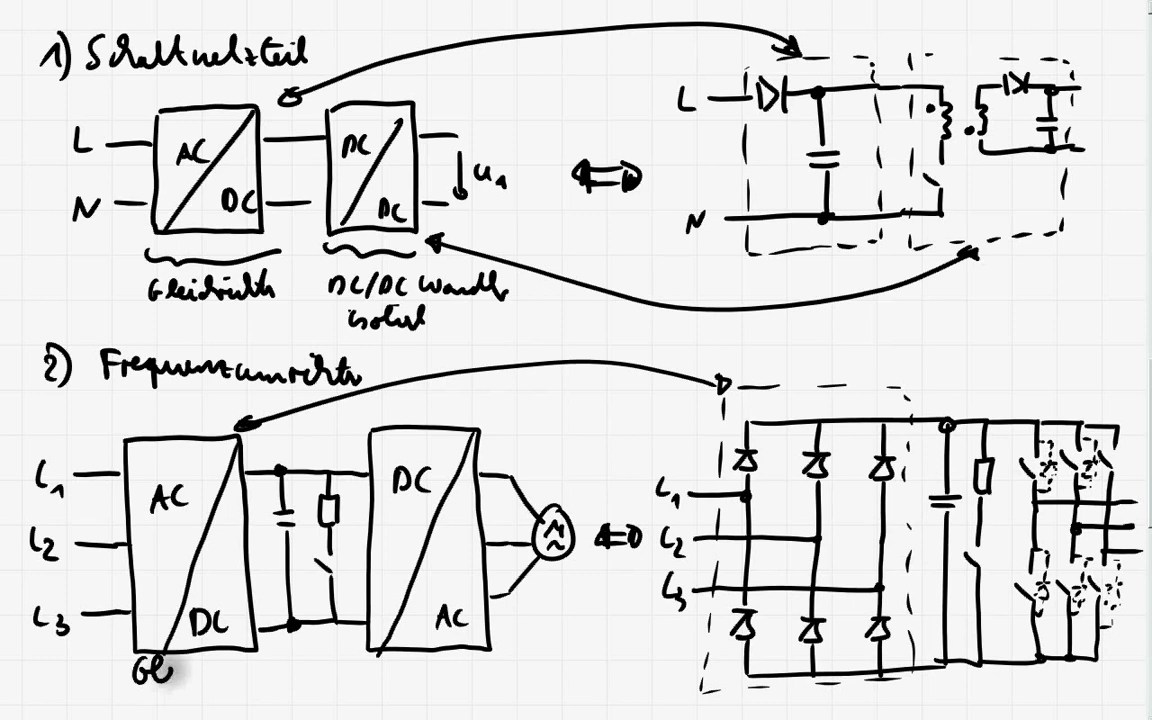 1) Schaltnetzteil
L
AC
DC
DC
DC
N
u1
L
N
Gleichrichter
DC/DC Wandler
isoliert
2) Frequenzumrichter
L1
L2
L3
AC
DC
DC
AC
L1
L2
L3
Gl